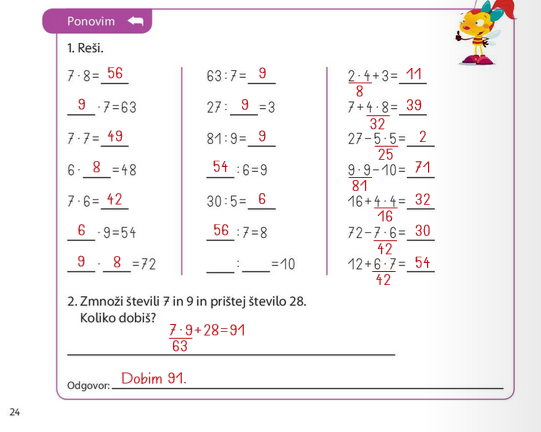 Ponovim
1. Reši.
7 · 8 = 56
9 · 7 = 63
7 · 7 = 49
6 · 8 = 48
7 · 6 = 42
6 · 9 = 54
9 · 8 = 72
63 : 7 = 9
27 : 9 = 3
81 : 9 = 9
54 : 6 = 9
30 : 5 = 6
56 : 7 = 8
___ : ___ = 10
2 · 4 + 3 = 11
8
7 + 4 · 8 = 39
32
27 – 5 · 5 = 2
25
9 · 9 – 10 = 71
81
16 + 4 · 4 = 32
16
72 – 7 · 6 = 30
42
12 + 6 · 7 = 54
42
2. Zmnoži števili 7 in 9 in prištej število 28.
Koliko dobiš?
7 · 9 + 28 = 91
63
Odgovor: Dobim 91.
24